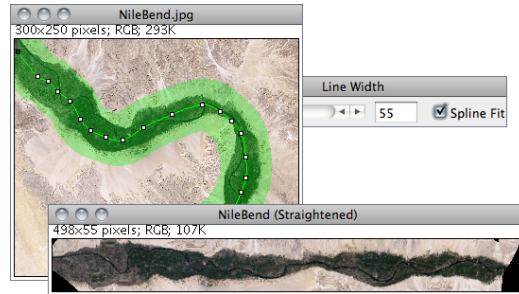 NileBend.jpg
300x250 pixels; RGB; 293K
Line Width
55
Spline Fit
NileBend (Straightened)
498x55 pixels; RGB; 107K